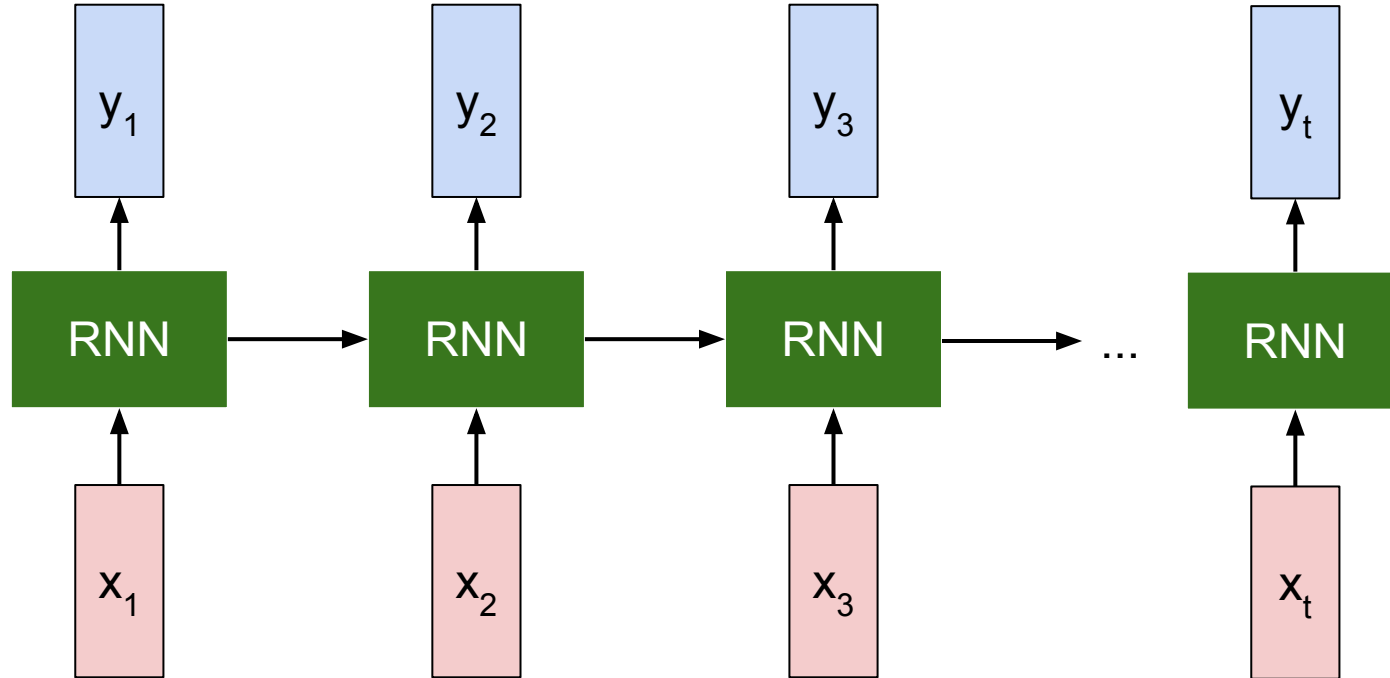 y₁ y₂ y₃ yₜ
RNN RNN RNN ... RNN
x₁ x₂ x₃ xₜ